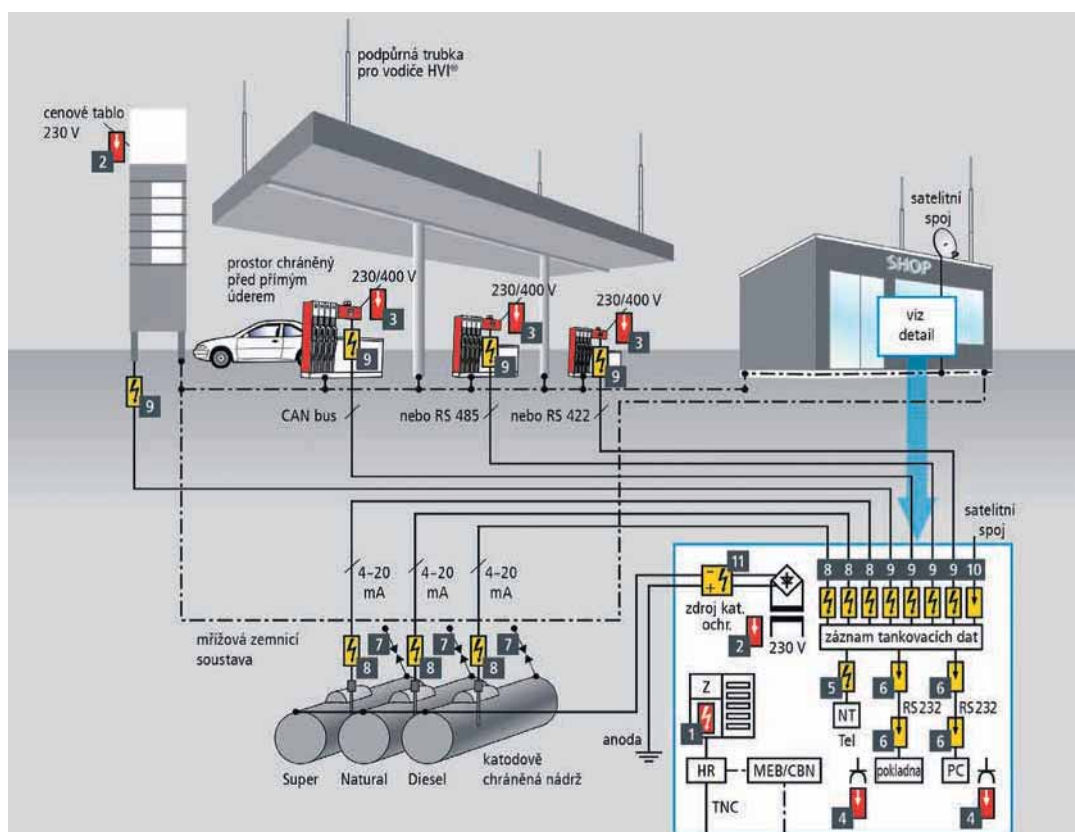 podpůrná trubka
pro vodiče HVI®
cenové tablo
230 V
2
satelitní
spoj
SHOP
prostor chráněný
před přímým
úderem
230/400 V
3
230/400 V
3
230/400 V
3
viz
detail
9
9
9
9
CAN bus
nebo RS 485
nebo RS 422
satelitní
spoj
4–20
mA
4–20
mA
4–20
mA
11
8
8
8
9
9
9
9
10
zdroj kat.
ochr.
2
230 V
záznam tankovacích dat
mřížová zemnicí
soustava
7
7
7
8
8
8
5
6
6
NT
Tel
RS232
RS232
6
6
Z
1
anoda
katodově
chráněná nádrž
Super
Natural
Diesel
HR
MEB/CBN
pokladna
PC
TNC
4
4